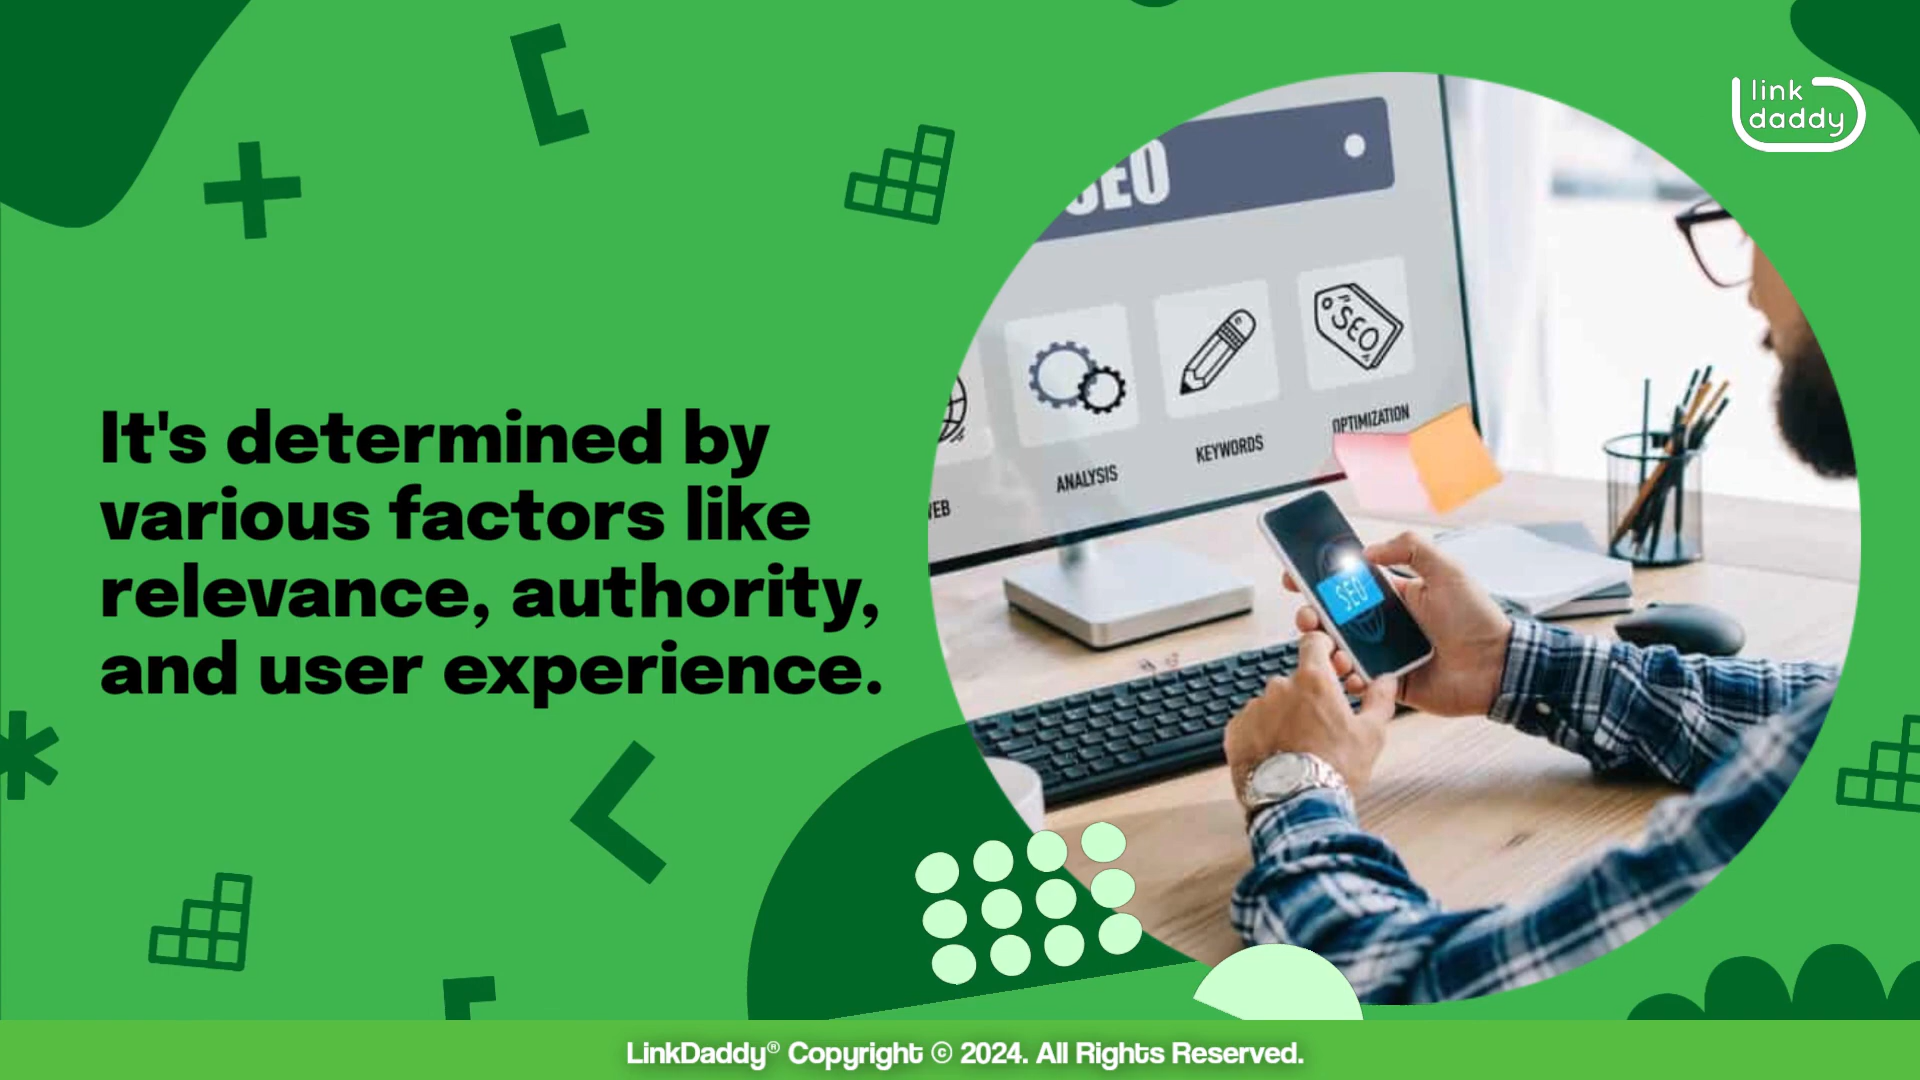 link
daddy
SEO
It's determined by
various factors like
relevance, authority,
and user experience.
ANALYSIS
KEYWORDS
OPTIMIZATION
SEO
SEO
LinkDaddy® Copyright © 2024. All Rights Reserved.